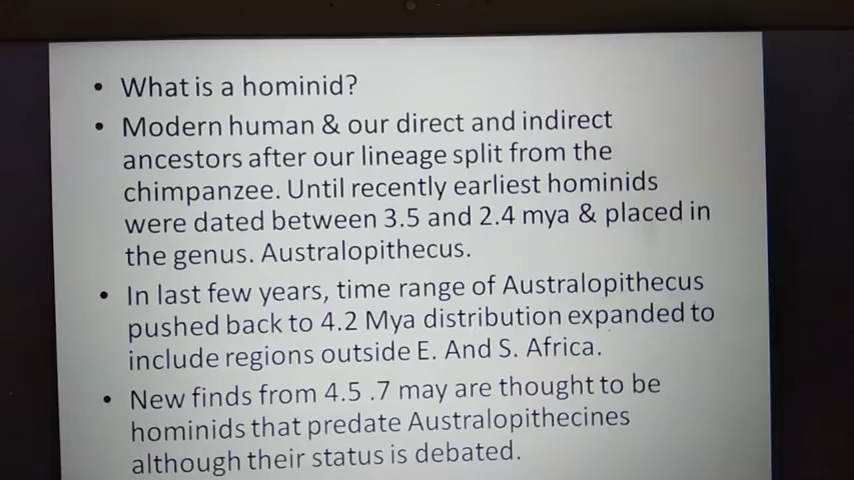 • What is a hominid?
• Modern human & our direct and indirect
ancestors after our lineage split from the
chimpanzee. Until recently earliest hominids
were dated between 3.5 and 2.4 mya & placed in
the genus. Australopithecus.
• In last few years, time range of Australopithecus
pushed back to 4.2 Mya distribution expanded to
include regions outside E. And S. Africa.
• New finds from 4.5 .7 may are thought to be
hominids that predate Australopithecines
although their status is debated.